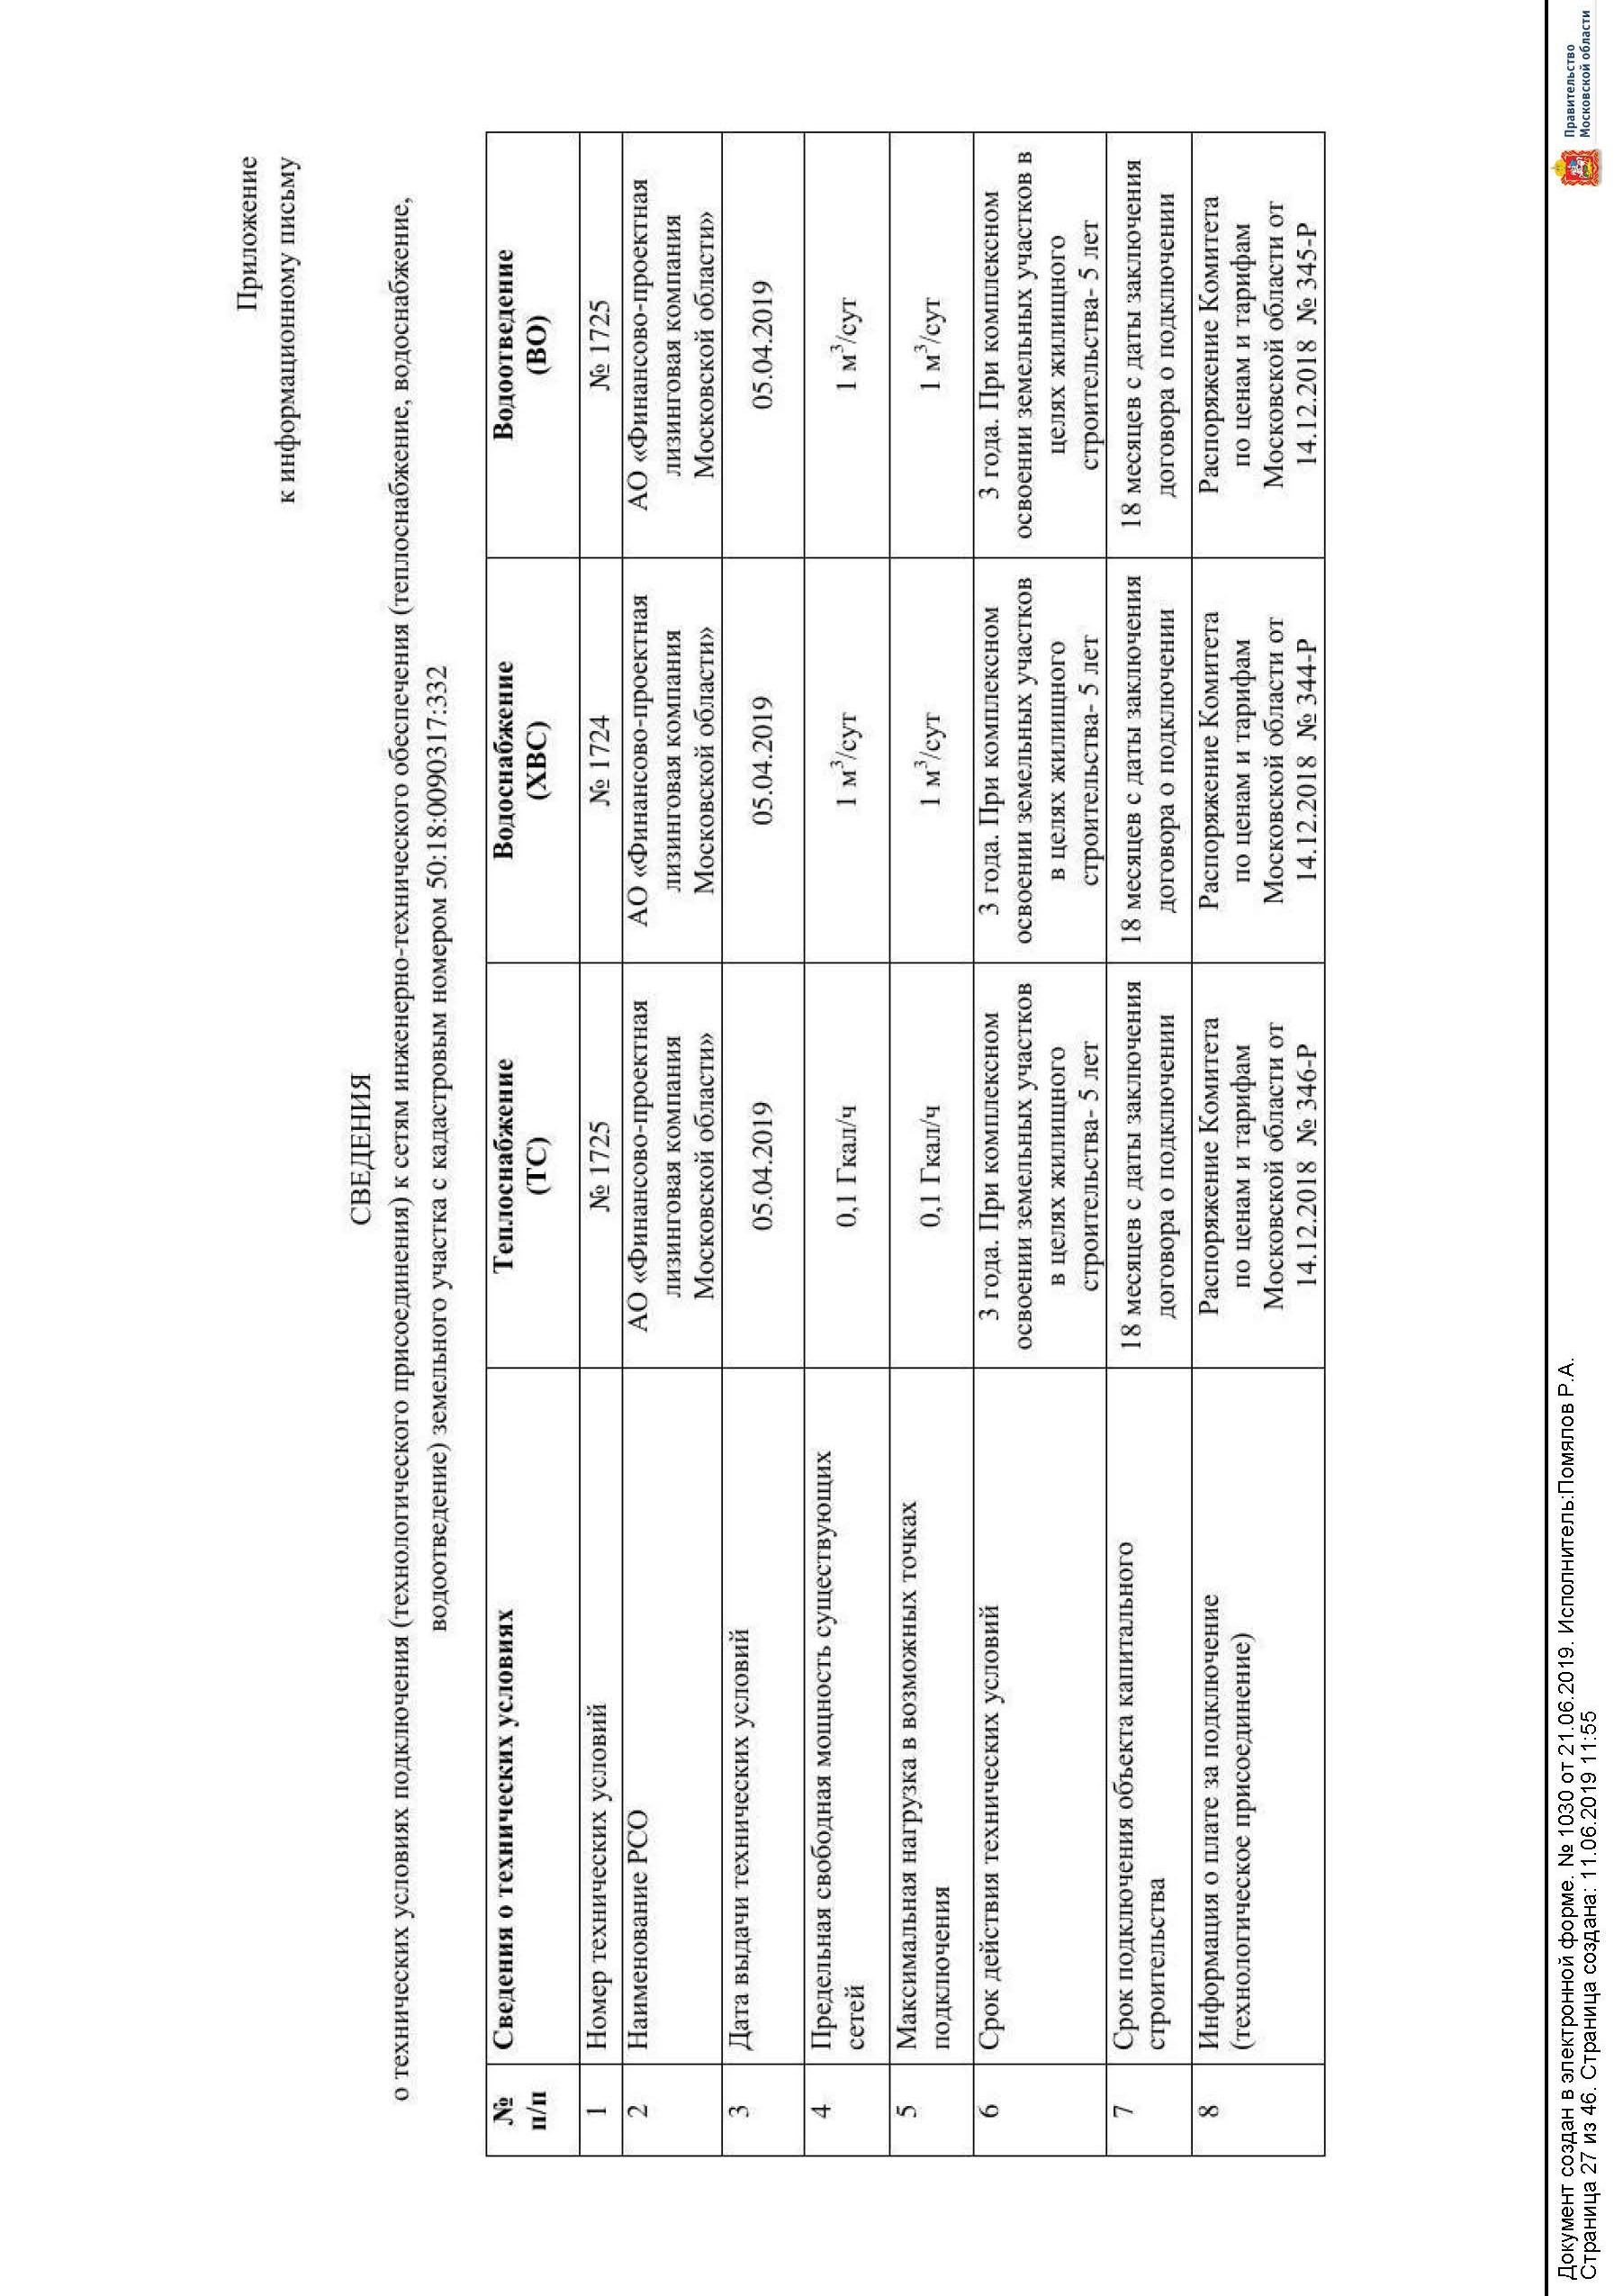 Приложение
к информационному письму
СВЕДЕНИЯ
о технических условиях подключения (технологического присоединения) к сетям инженерно-технического обеспечения (теплоснабжение, водоснабжение,
водоотведение) земельного участка с кадастровым номером 50:18:0090317:332
№ п/п
Сведения о технических условиях
Теплоснабжение
(ТС)
Водоснабжение
(ХВС)
Водоотведение
(ВО)
1
Номер технических условий
№ 1725
№ 1724
№ 1725
2
Наименование РСО
АО «Финансово-проектная
лизинговая компания
Московской области»
АО «Финансово-проектная
лизинговая компания
Московской области»
АО «Финансово-проектная
лизинговая компания
Московской области»
3
Дата выдачи технических условий
05.04.2019
05.04.2019
05.04.2019
4
Предельная свободная мощность существующих
сетей
0,1 Гкал/ч
1 м³/сут
1 м³/сут
5
Максимальная нагрузка в возможных точках
подключения
0,1 Гкал/ч
1 м³/сут
1 м³/сут
6
Срок действия технических условий
3 года. При комплексном
освоении земельных участков
в целях жилищного
строительства- 5 лет
3 года. При комплексном
освоении земельных участков
в целях жилищного
строительства- 5 лет
3 года. При комплексном
освоении земельных участков в
целях жилищного
строительства- 5 лет
7
Срок подключения объекта капитального
строительства
18 месяцев с даты заключения
договора о подключении
18 месяцев с даты заключения
договора о подключении
18 месяцев с даты заключения
договора о подключении
8
Информация о плате за подключение
(технологическое присоединение)
Распоряжение Комитета
по ценам и тарифам
Московской области от
14.12.2018 № 346-Р
Распоряжение Комитета
по ценам и тарифам
Московской области от
14.12.2018 № 344-Р
Распоряжение Комитета
по ценам и тарифам
Московской области от
14.12.2018 № 345-Р
Документ создан в электронной форме. № 1030 от 21.06.2019. Исполнитель:Помялов Р.А.
Страница 27 из 46. Страница создана: 11.06.2019 11:55
Правительство
Московской области